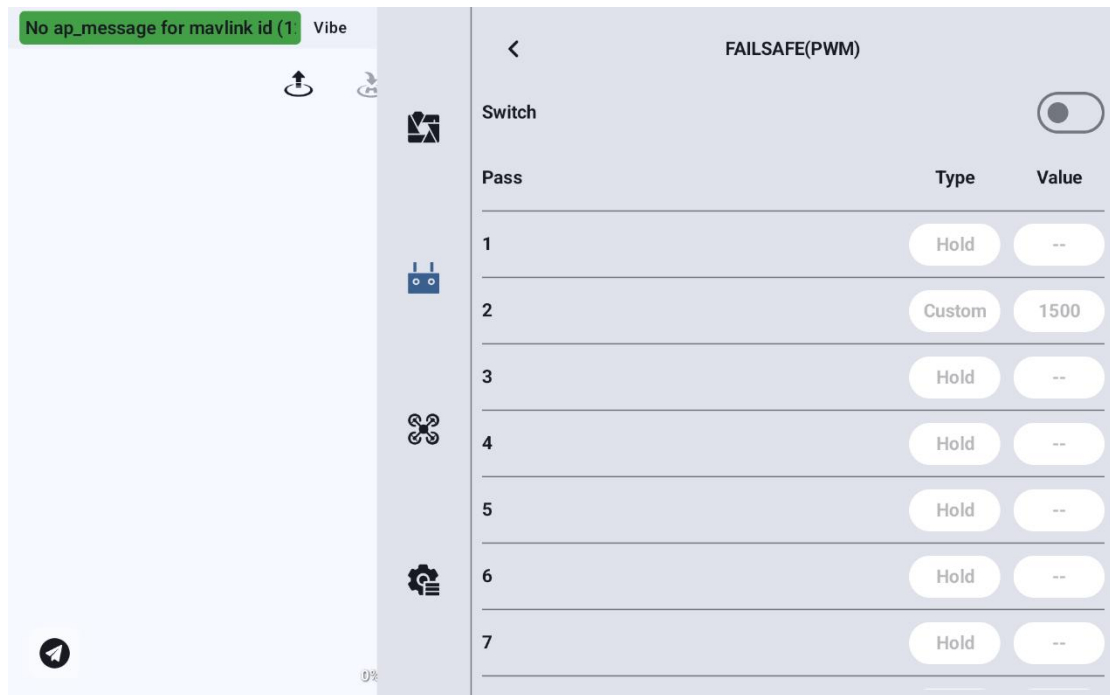 No ap_message for mavlink id (1
Vibe
FAILSAFE(PWM)
Switch
Pass Type Value
1 Hold --
2 Custom 1500
3 Hold --
4 Hold --
5 Hold --
6 Hold --
7 Hold --
0%